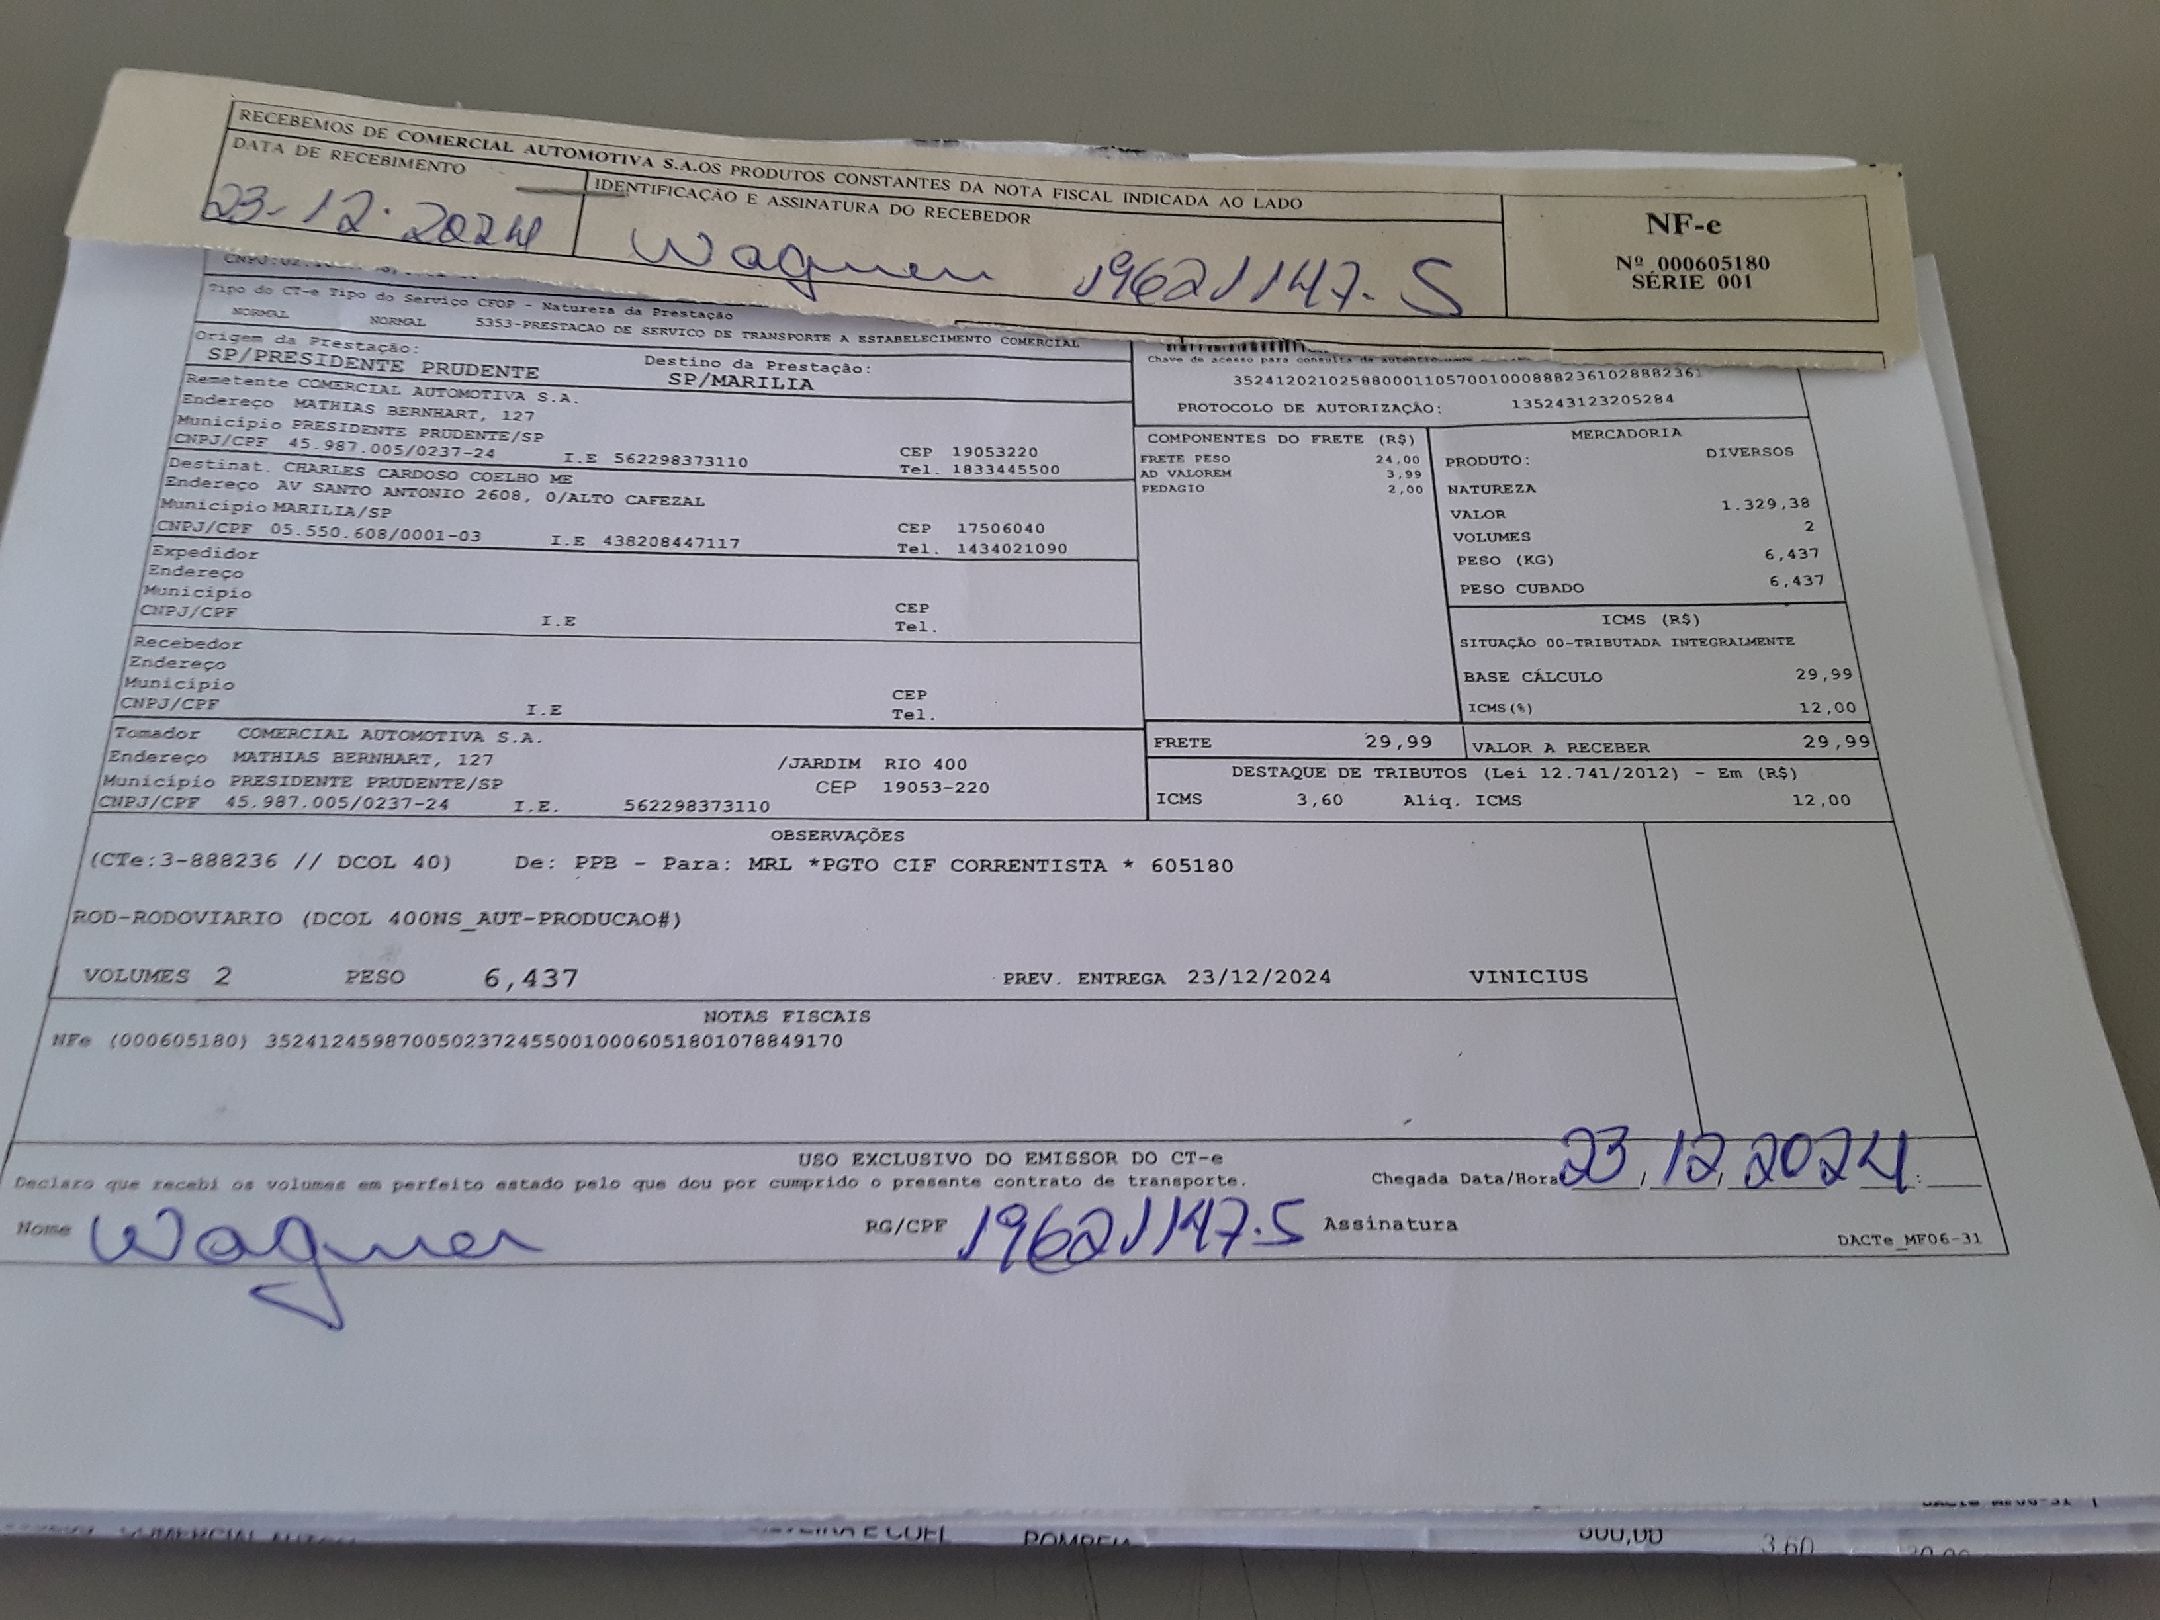 RECEBEMOS DE COMERCIAL AUTOMOTIVA S.A.OS PRODUTOS CONSTANTES DA NOTA FISCAL INDICADA AO LADO
DATA DE RECEBIMENTO
IDENTIFICAÇÃO E ASSINATURA DO RECEBEDOR
23-12-2024
Wagner 19621147-5
NF-e
Nº 000605180
SÉRIE 001
Tipo do CT-e Tipo do Serviço CFOP - Natureza da Prestação
NORMAL NORMAL 5353-PRESTACAO DE SERVICO DE TRANSPORTE A ESTABELECIMENTO COMERCIAL
Origem da Prestação: Destino da Prestação:
SP/PRESIDENTE PRUDENTE SP/MARILIA
Remetente COMERCIAL AUTOMOTIVA S.A.
Endereço MATHIAS BERNHART, 127
Município PRESIDENTE PRUDENTE/SP CEP 19053220
CNPJ/CPF 45.987.005/0237-24 I.E 562298373110 Tel. 1833445500
Destinat. CHARLES CARDOSO COELHO ME
Endereço AV SANTO ANTONIO 2608, 0/ALTO CAFEZAL
Município MARILIA/SP CEP 17506040
CNPJ/CPF 05.550.608/0001-03 I.E 438208447117 Tel. 1434021090
Expedidor
Endereço
Município CEP
CNPJ/CPF I.E Tel.
Recebedor
Endereço
Município CEP
CNPJ/CPF I.E Tel.
Tomador COMERCIAL AUTOMOTIVA S.A.
Endereço MATHIAS BERNHART, 127 /JARDIM RIO 400
Município PRESIDENTE PRUDENTE/SP CEP 19053-220
CNPJ/CPF 45.987.005/0237-24 I.E. 562298373110
Chave de acesso para consulta de
3524120210258800011057001000888236102888236
PROTOCOLO DE AUTORIZAÇÃO: 135243123205284
COMPONENTES DO FRETE (R$)
FRETE PESO 24,00
AD VALOREM 3,99
PEDAGIO 2,00
MERCADORIA
PRODUTO: DIVERSOS
NATUREZA
VALOR 1.329,38
VOLUMES 2
PESO (KG) 6,437
PESO CUBADO 6,437
ICMS (R$)
SITUAÇÃO 00-TRIBUTADA INTEGRALMENTE
BASE CÁLCULO 29,99
ICMS(%) 12,00
FRETE 29,99 VALOR A RECEBER 29,99
DESTAQUE DE TRIBUTOS (Lei 12.741/2012) - Em (R$)
ICMS 3,60 Aliq. ICMS 12,00
OBSERVAÇÕES
(CTe:3-888236 // DCOL 40) De: PPB - Para: MRL *PGTO CIF CORRENTISTA * 605180
ROD-RODOVIARIO (DCOL 400NS_AUT-PRODUCAO#)
VOLUMES 2 PESO 6,437 PREV. ENTREGA 23/12/2024 VINICIUS
NOTAS FISCAIS
NFe (000605180) 35241245987005023724550010006051801078849170
USO EXCLUSIVO DO EMISSOR DO CT-e
Declaro que recebi os volumes em perfeito estado pelo que dou por cumprido o presente contrato de transporte. Chegada Data/Hora 23/12/2024 :
Nome Wagner RG/CPF 19621147-5 Assinatura
DACTe_MF06-31